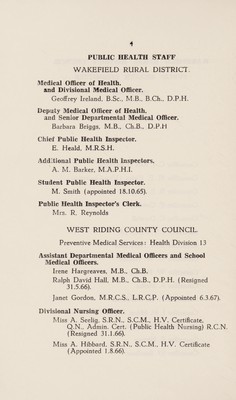 4
PUBLIC HEALTH STAFF
WAKEFIELD RURAL DISTRICT.
Medical Officer of Health,
and Divisional Medical Officer.
Geoffrey Ireland, B.Sc., M.B., B.Ch., D.P.H.
Deputy Medical Officer of Health,
and Senior Departmental Medical Officer.
Barbara Briggs, M.B., Ch.B., D.P.H
Chief Public Health Inspector.
E. Heald, M.R.S.H.
Additional Public Health Inspectors.
A. M. Barker, M.A.P.H.I.
Student Public Health Inspector.
M. Smith (appointed 18.10.65).
Public Health Inspector's Clerk.
Mrs. R. Reynolds
WEST RIDING COUNTY COUNCIL.
Preventive Medical Services: Health Division 13
Assistant Departmental Medical Officers and School
Medical Officers.
Irene Hargreaves, M.B., Ch.B.
Ralph David Hall, M.B., Ch.B., D.P.H. (Resigned
31.5.66).
Janet Gordon, M.R.C.S., L.R.C.P. (Appointed 6.3.67).
Divisional Nursing Officer.
Miss A. Seelig, S.R.N., S.C.M., H.V. Certificate,
Q.N., Admin. Cert. (Public Health Nursing) R.C.N.
(Resigned 31.1.66).
Miss A. Hibbard, S.R.N., S.C.M., H.V. Certificate
(Appointed 1.8.66).